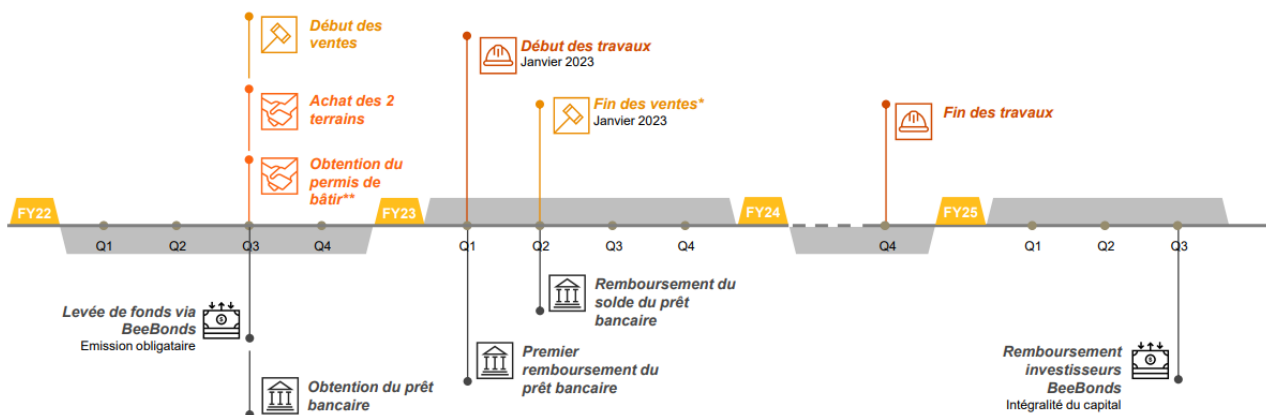 Début des
ventes
Achat des 2
terrains
Obtention du
permis de
bâtir**
Début des travaux
Janvier 2023
Fin des ventes*
Janvier 2023
Fin des travaux
FY22
FY23
FY24
FY25
Q1
Q2
Q3
Q4
Q1
Q2
Q3
Q4
Q4
Q1
Q2
Q3
Levée de fonds via
BeeBonds
Emission obligataire
Obtention du prêt
bancaire
Remboursement du
solde du prêt
bancaire
Premier
remboursement du
prêt bancaire
Remboursement
investisseurs
BeeBonds
Intégralité du capital